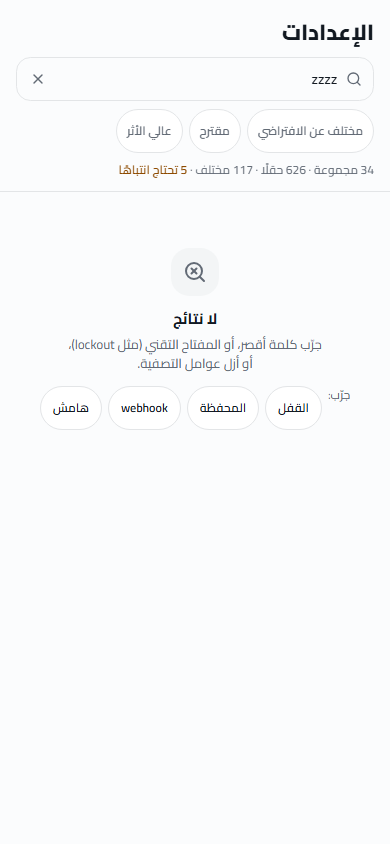 الإعدادات
zzzz
مختلف عن الافتراضي مقترح عالي الأثر
34 مجموعة · 626 حقلًا · 117 مختلف · 5 تحتاج انتباهًا
لا نتائج
جرّب كلمة أقصر، أو المفتاح التقني (مثل lockout)،
أو أزل عوامل التصفية.
جرّب: القفل المحفظة webhook هامش